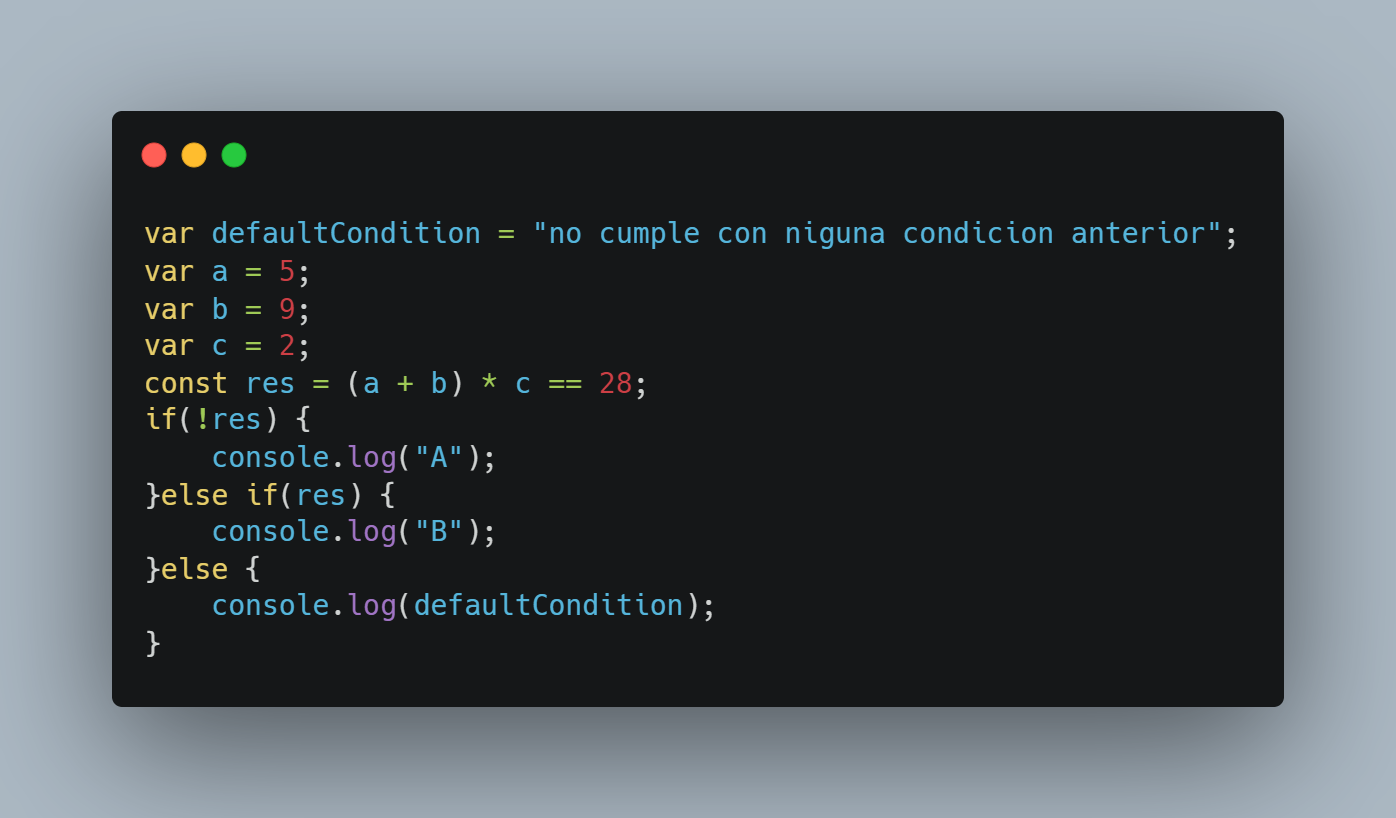 var defaultCondition = "no cumple con niguna condicion anterior";
var a = 5;
var b = 9;
var c = 2;
const res = (a + b) * c == 28;
if(!res) {
    console.log("A");
}else if(res) {
    console.log("B");
}else {
    console.log(defaultCondition);
}